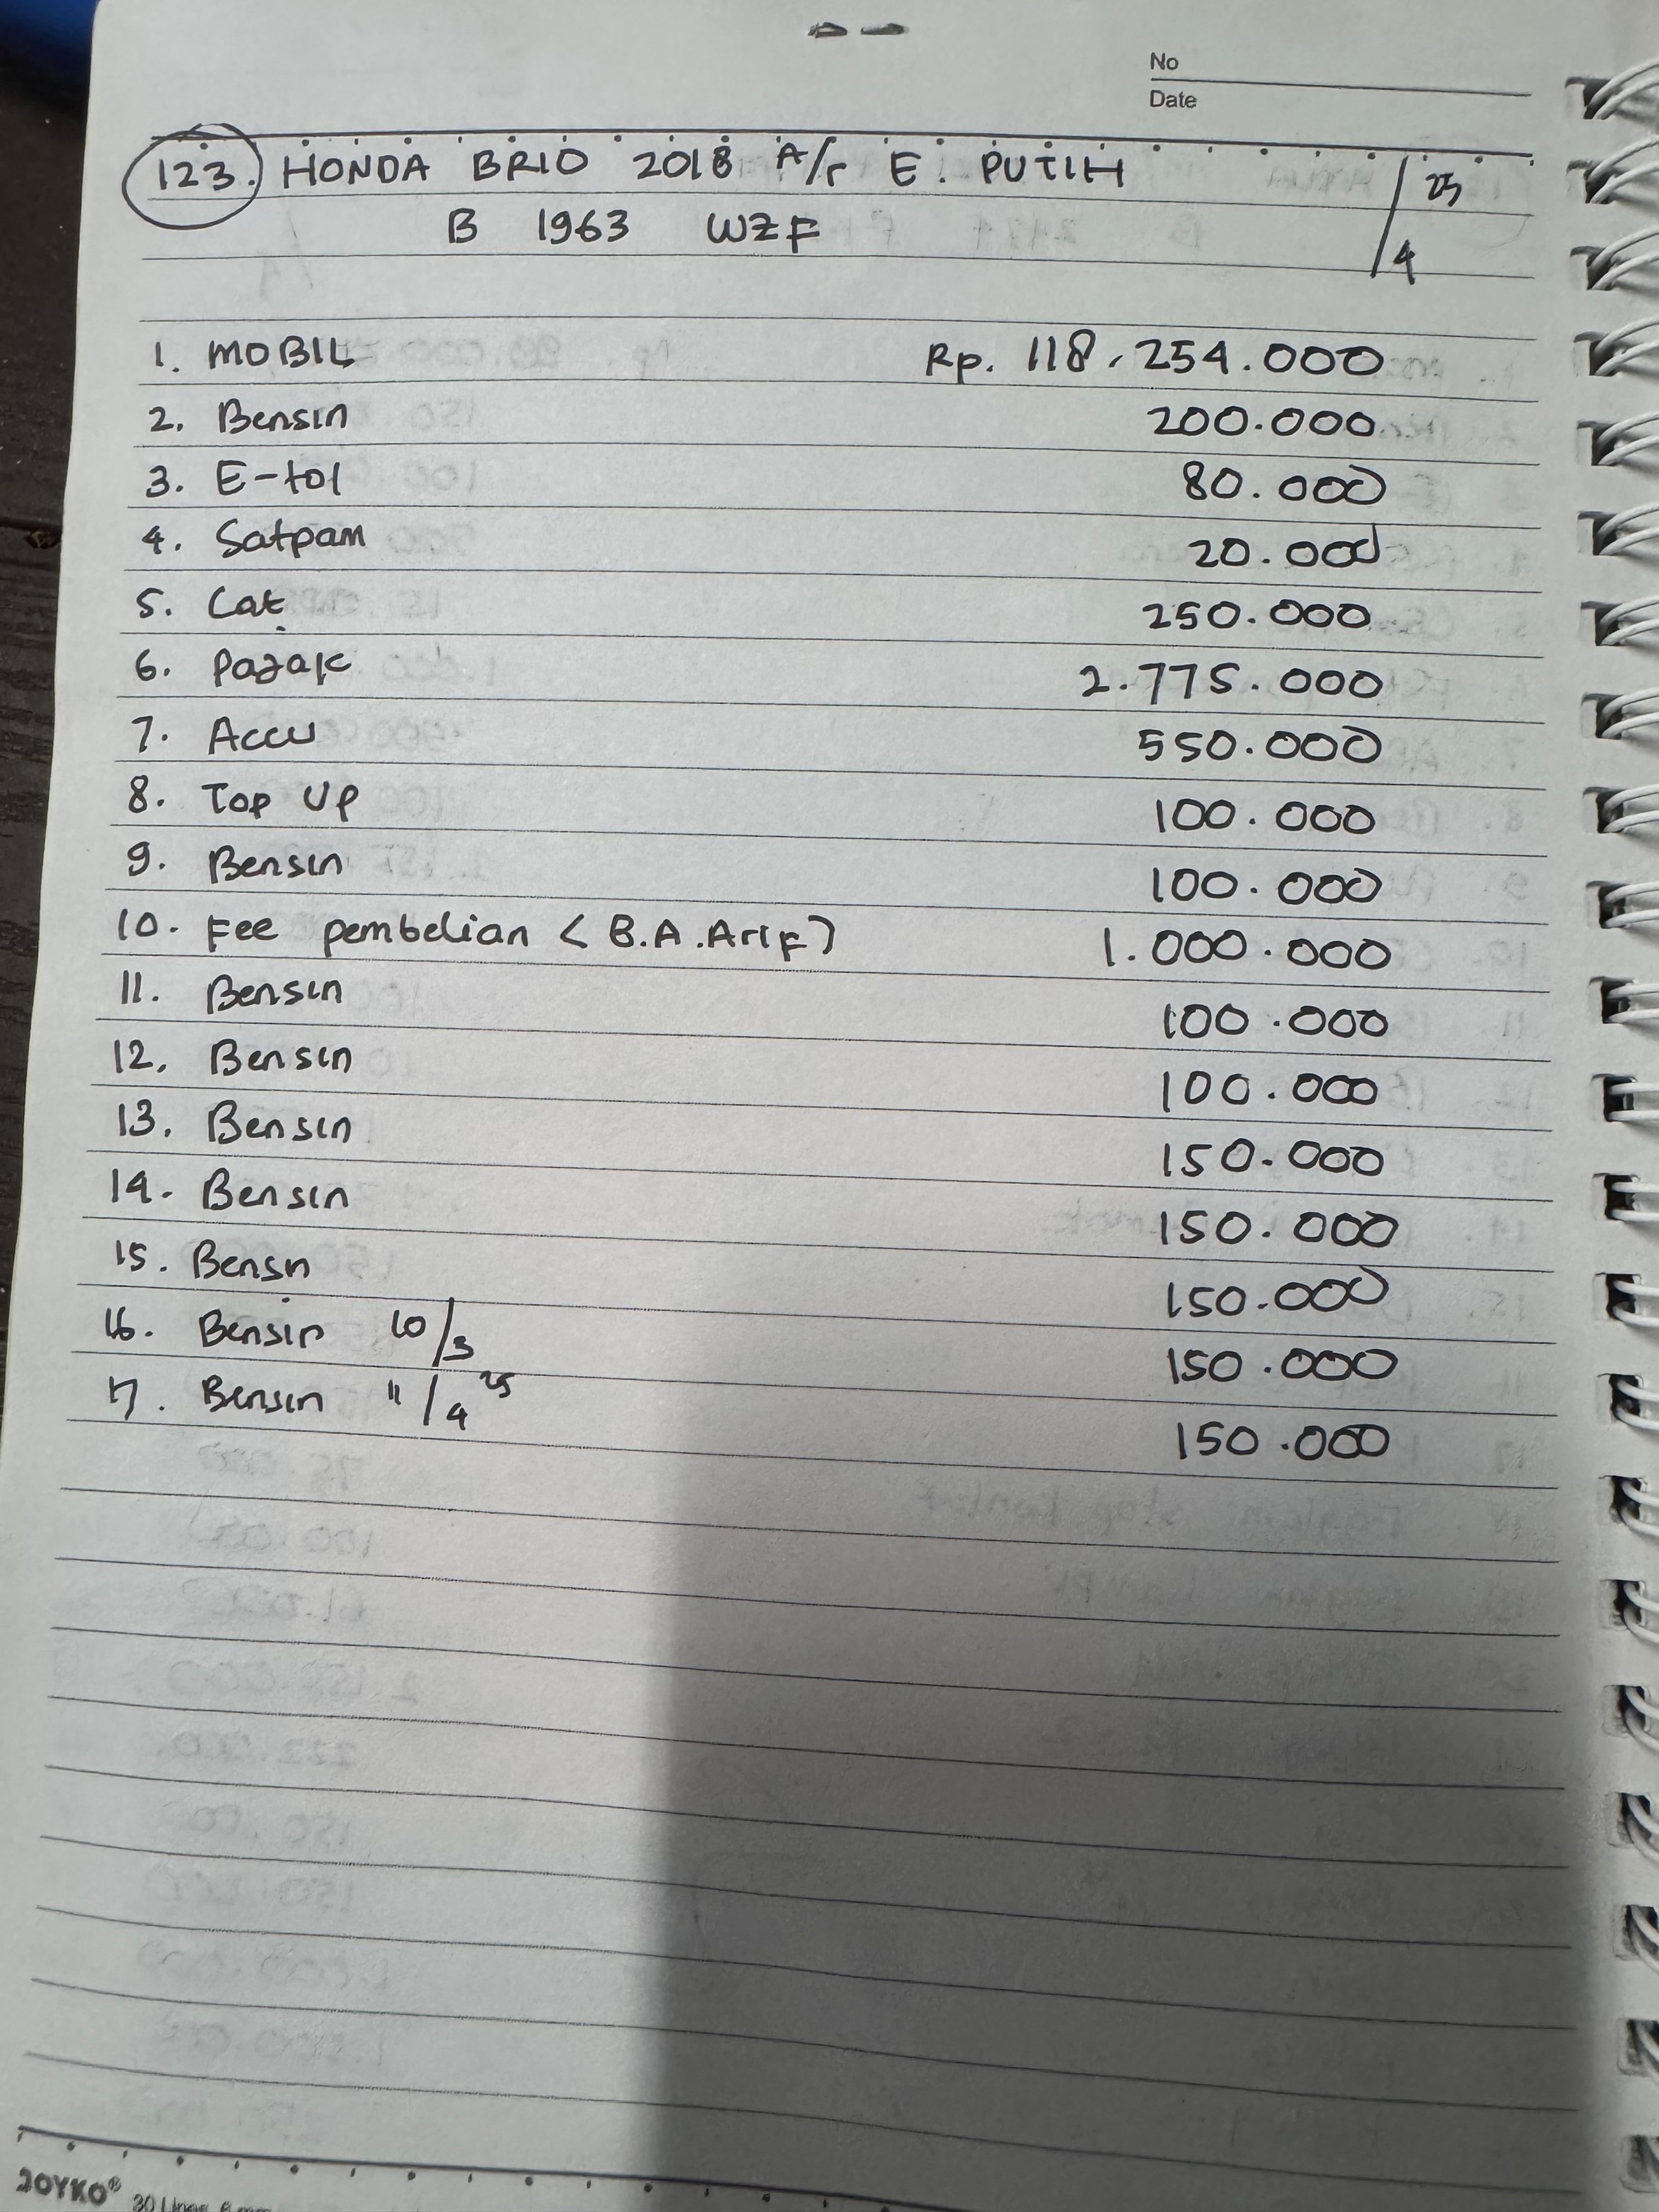 No
Date
123. HONDA BRIO 2018 A/T E. PUTIH / 25
B 1963 WZF / 4
1. MOBIL Rp. 118.254.000
2. Bensin 200.000
3. E-tol 80.000
4. Satpam 20.000
5. Cat 250.000
6. Pajak 2.775.000
7. Accu 550.000
8. Top Up 100.000
9. Bensin 100.000
10. Fee pembelian (B.A.Arif) 1.000.000
11. Bensin 100.000
12. Bensin 100.000
13. Bensin 150.000
14. Bensin 150.000
15. Bensn 150.000
16. Bensin 10/3 150.000
17. Bensin 11/4 25 150.000
JOYKO®
30 Lines, 6 mm